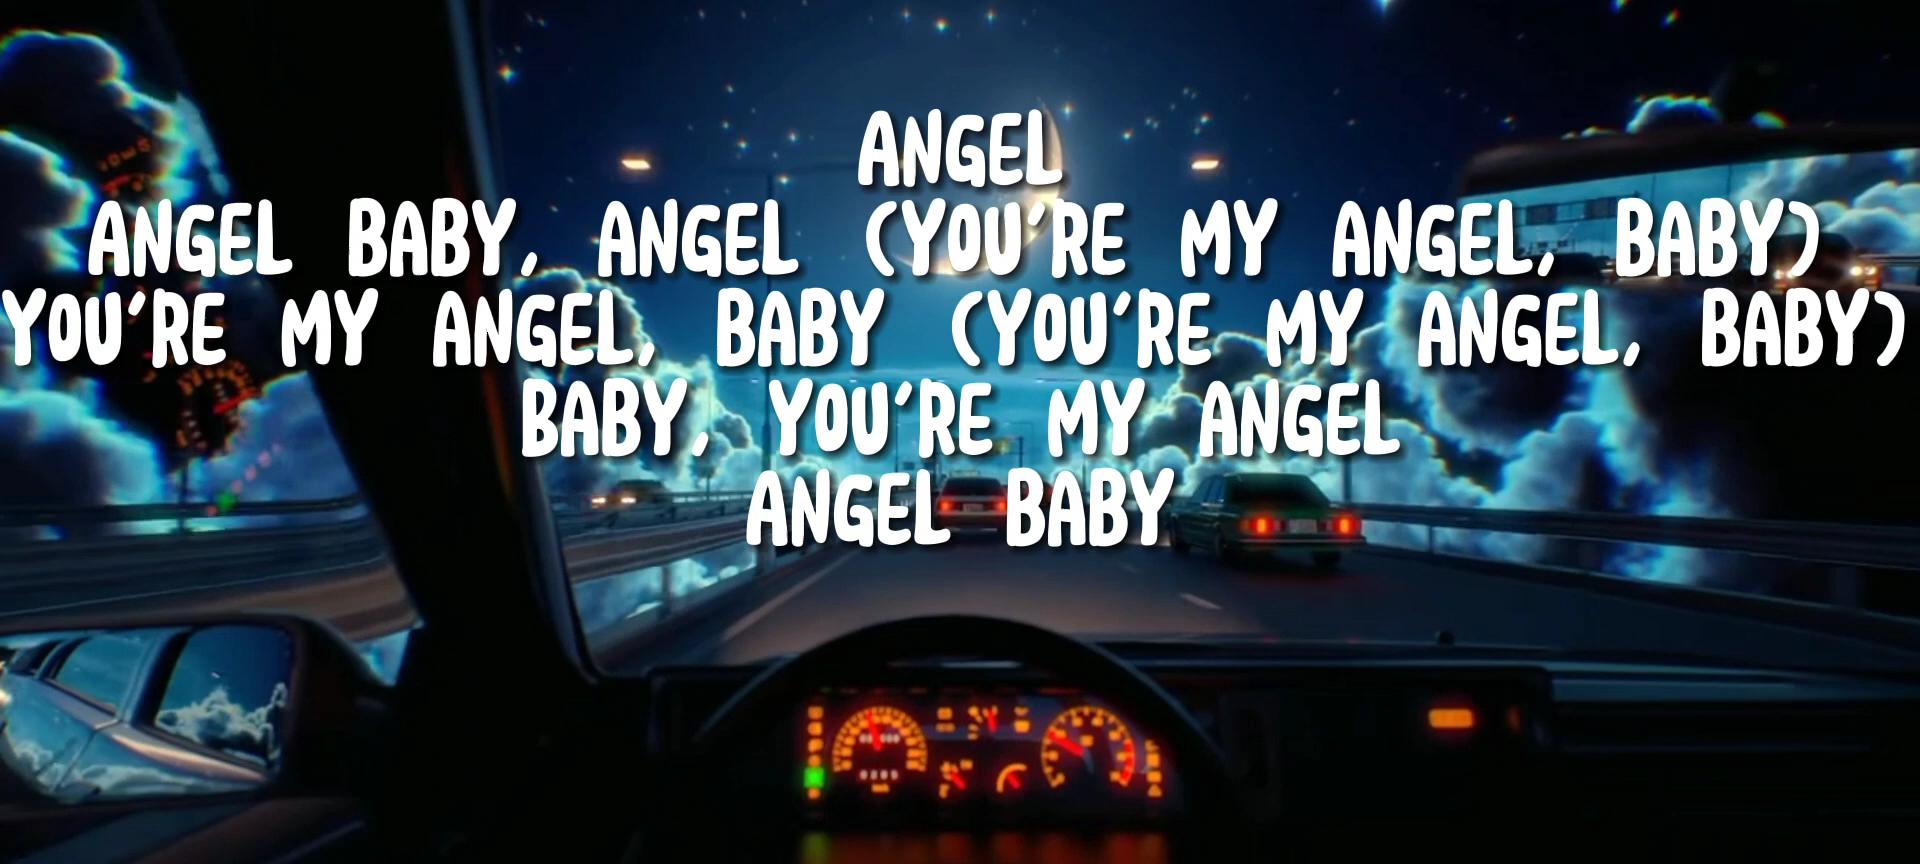 ANGEL
ANGEL BABY, ANGEL (YOU'RE MY ANGEL, BABY)
YOU'RE MY ANGEL, BABY (YOU'RE MY ANGEL, BABY)
BABY, YOU'RE MY ANGEL
ANGEL BABY